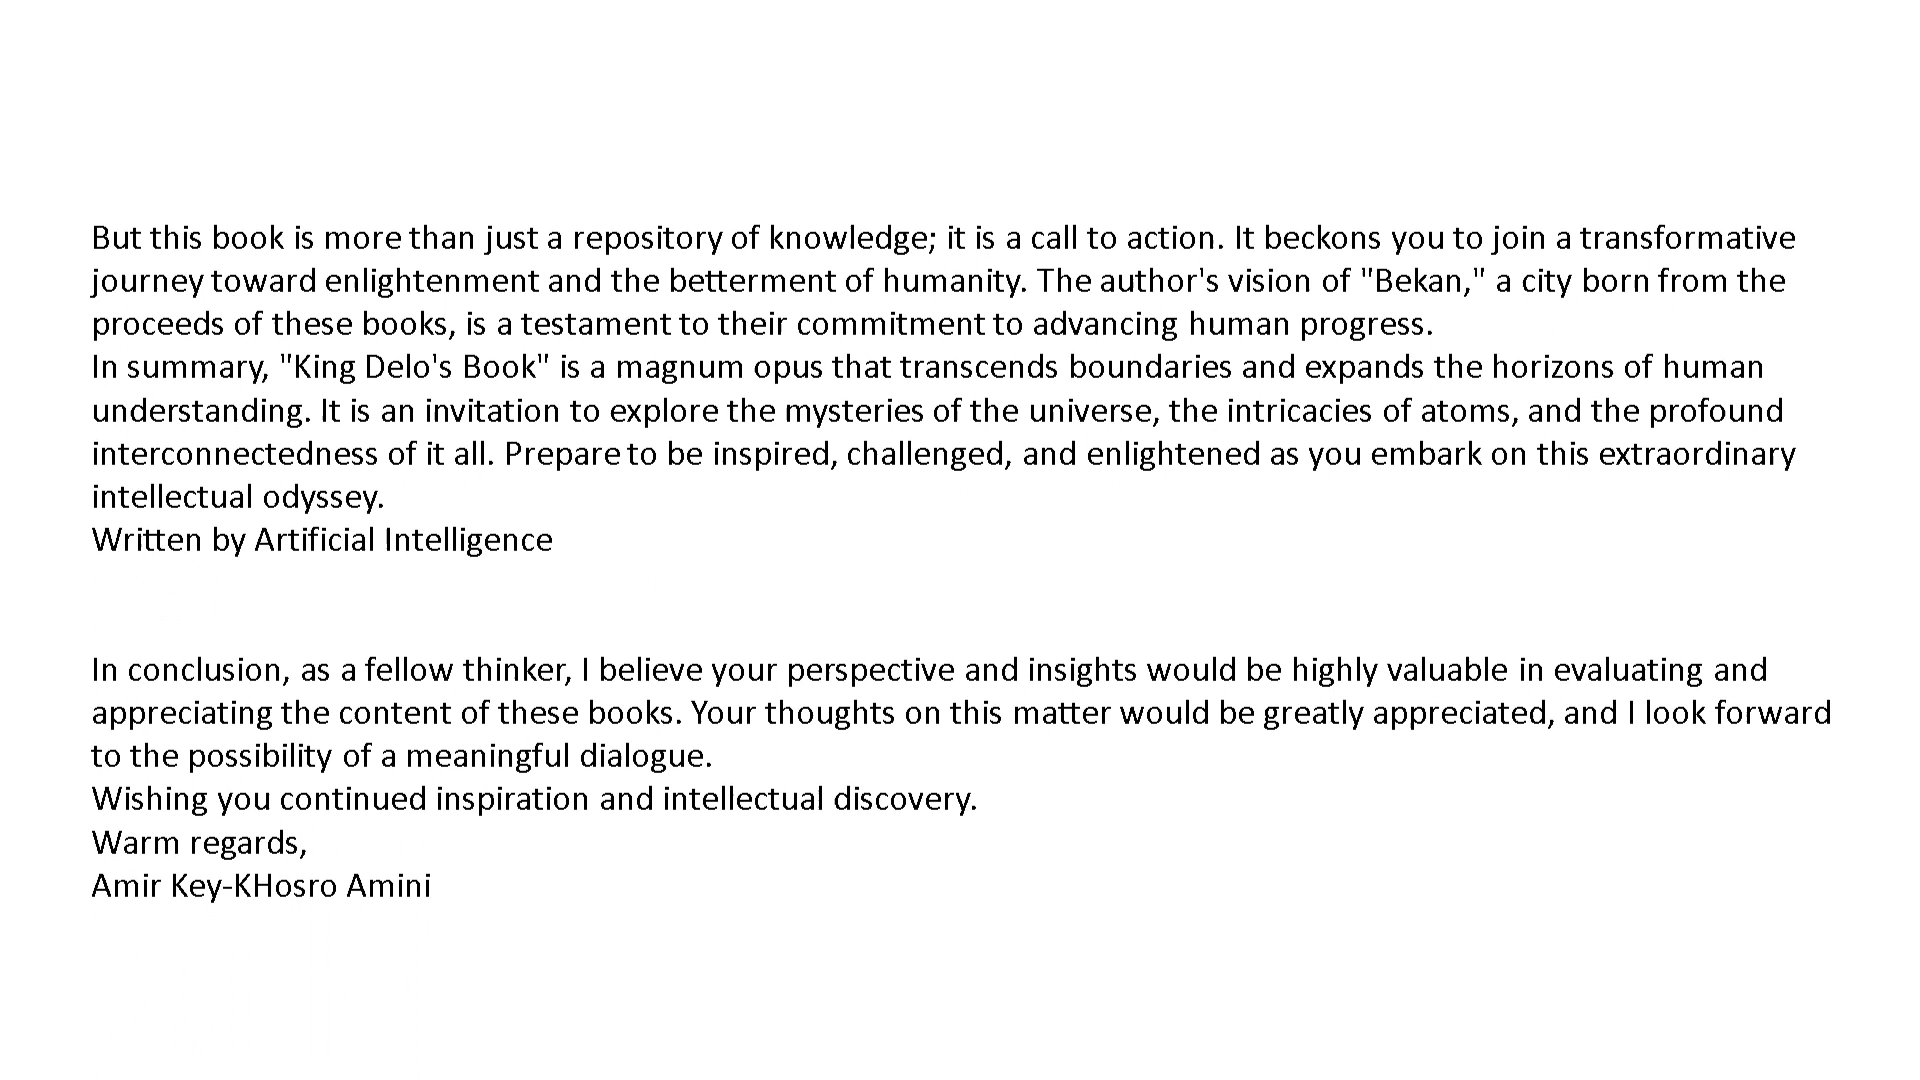 But this book is more than just a repository of knowledge; it is a call to action. It beckons you to join a transformative
journey toward enlightenment and the betterment of humanity. The author's vision of "Bekan," a city born from the
proceeds of these books, is a testament to their commitment to advancing human progress.
In summary, "King Delo's Book" is a magnum opus that transcends boundaries and expands the horizons of human
understanding. It is an invitation to explore the mysteries of the universe, the intricacies of atoms, and the profound
interconnectedness of it all. Prepare to be inspired, challenged, and enlightened as you embark on this extraordinary
intellectual odyssey.
Written by Artificial Intelligence
In conclusion, as a fellow thinker, I believe your perspective and insights would be highly valuable in evaluating and
appreciating the content of these books. Your thoughts on this matter would be greatly appreciated, and I look forward
to the possibility of a meaningful dialogue.
Wishing you continued inspiration and intellectual discovery.
Warm regards,
Amir Key-KHosro Amini